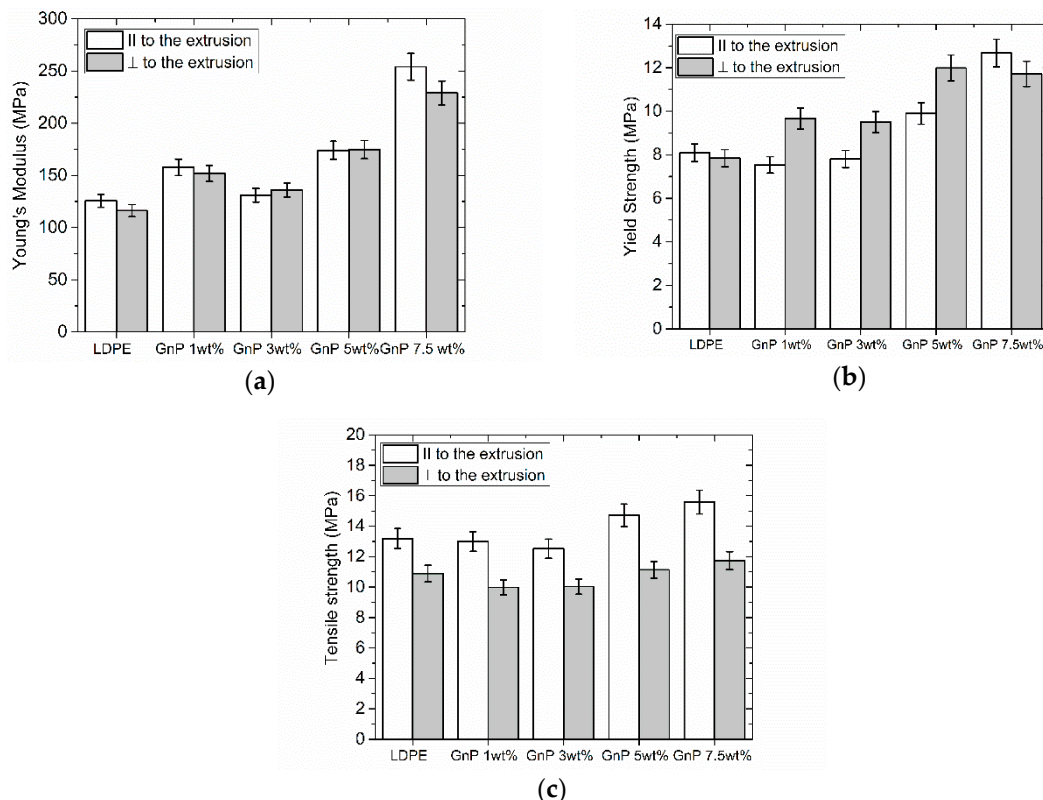 300
250
200
150
100
50
0
Young's Modulus (MPa)
|| to the extrusion
⊥ to the extrusion
LDPE GnP 1wt% GnP 3wt% GnP 5wt% GnP 7.5 wt%
(a)
14
12
10
8
6
4
2
0
Yield Strength (MPa)
|| to the extrusion
⊥ to the extrusion
LDPE GnP 1wt% GnP 3wt% GnP 5wt% GnP 7.5wt%
(b)
20
18
16
14
12
10
8
6
4
2
0
Tensile strength (MPa)
|| to the extrusion
⊥ to the extrusion
LDPE GnP 1wt% GnP 3wt% GnP 5wt% GnP 7.5wt%
(c)